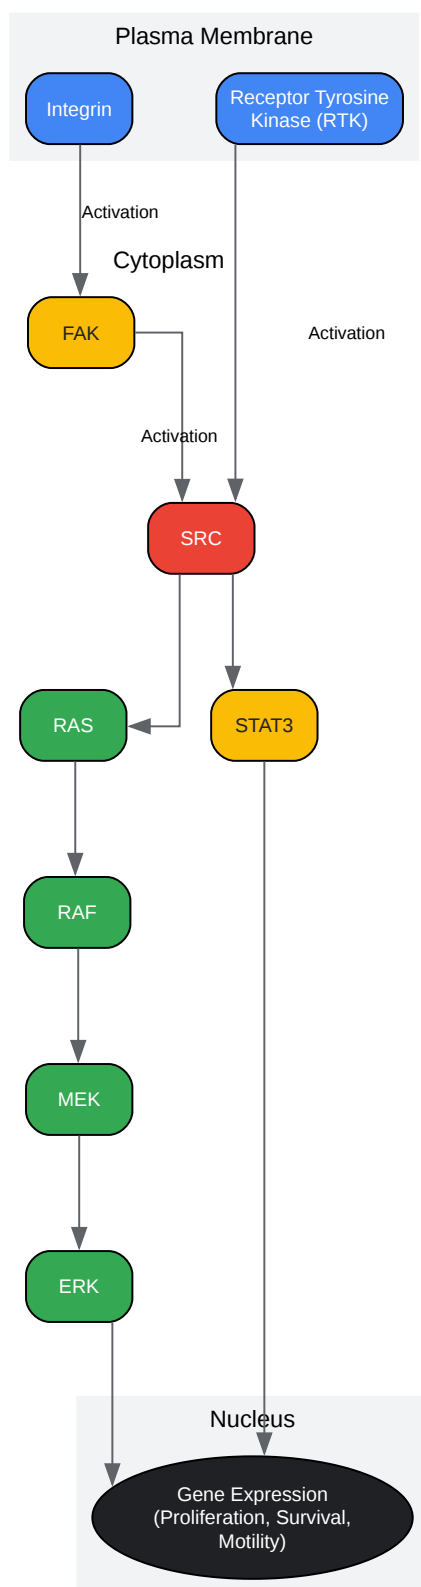 Plasma Membrane
Integrin
Receptor Tyrosine
Kinase (RTK)
Activation
Cytoplasm
FAK
Activation
Activation
SRC
RAS
STAT3
RAF
MEK
ERK
Nucleus
Gene Expression
(Proliferation, Survival,
Motility)